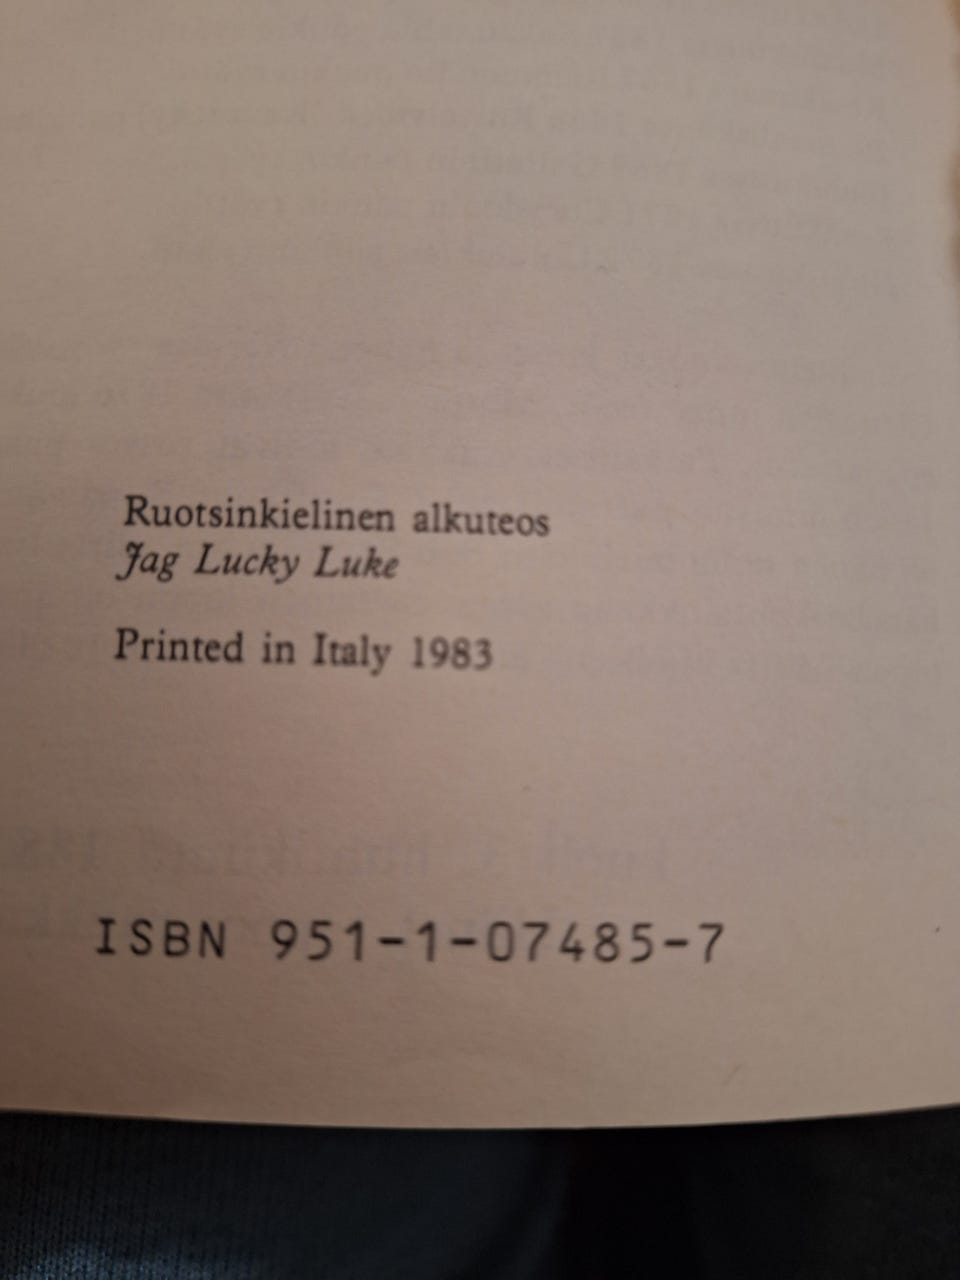 Ruotsinkielinen alkuteos
Jag Lucky Luke
Printed in Italy 1983
ISBN 951-1-07485-7